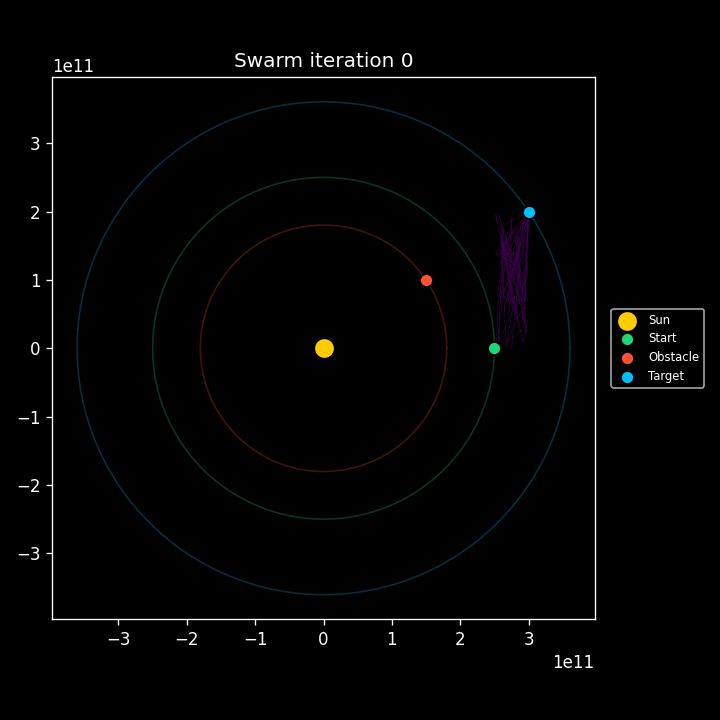 Swarm iteration 0
1e11
3
2
1
0
−1
−2
−3
−3 −2 −1 0 1 2 3
1e11
Sun
Start
Obstacle
Target